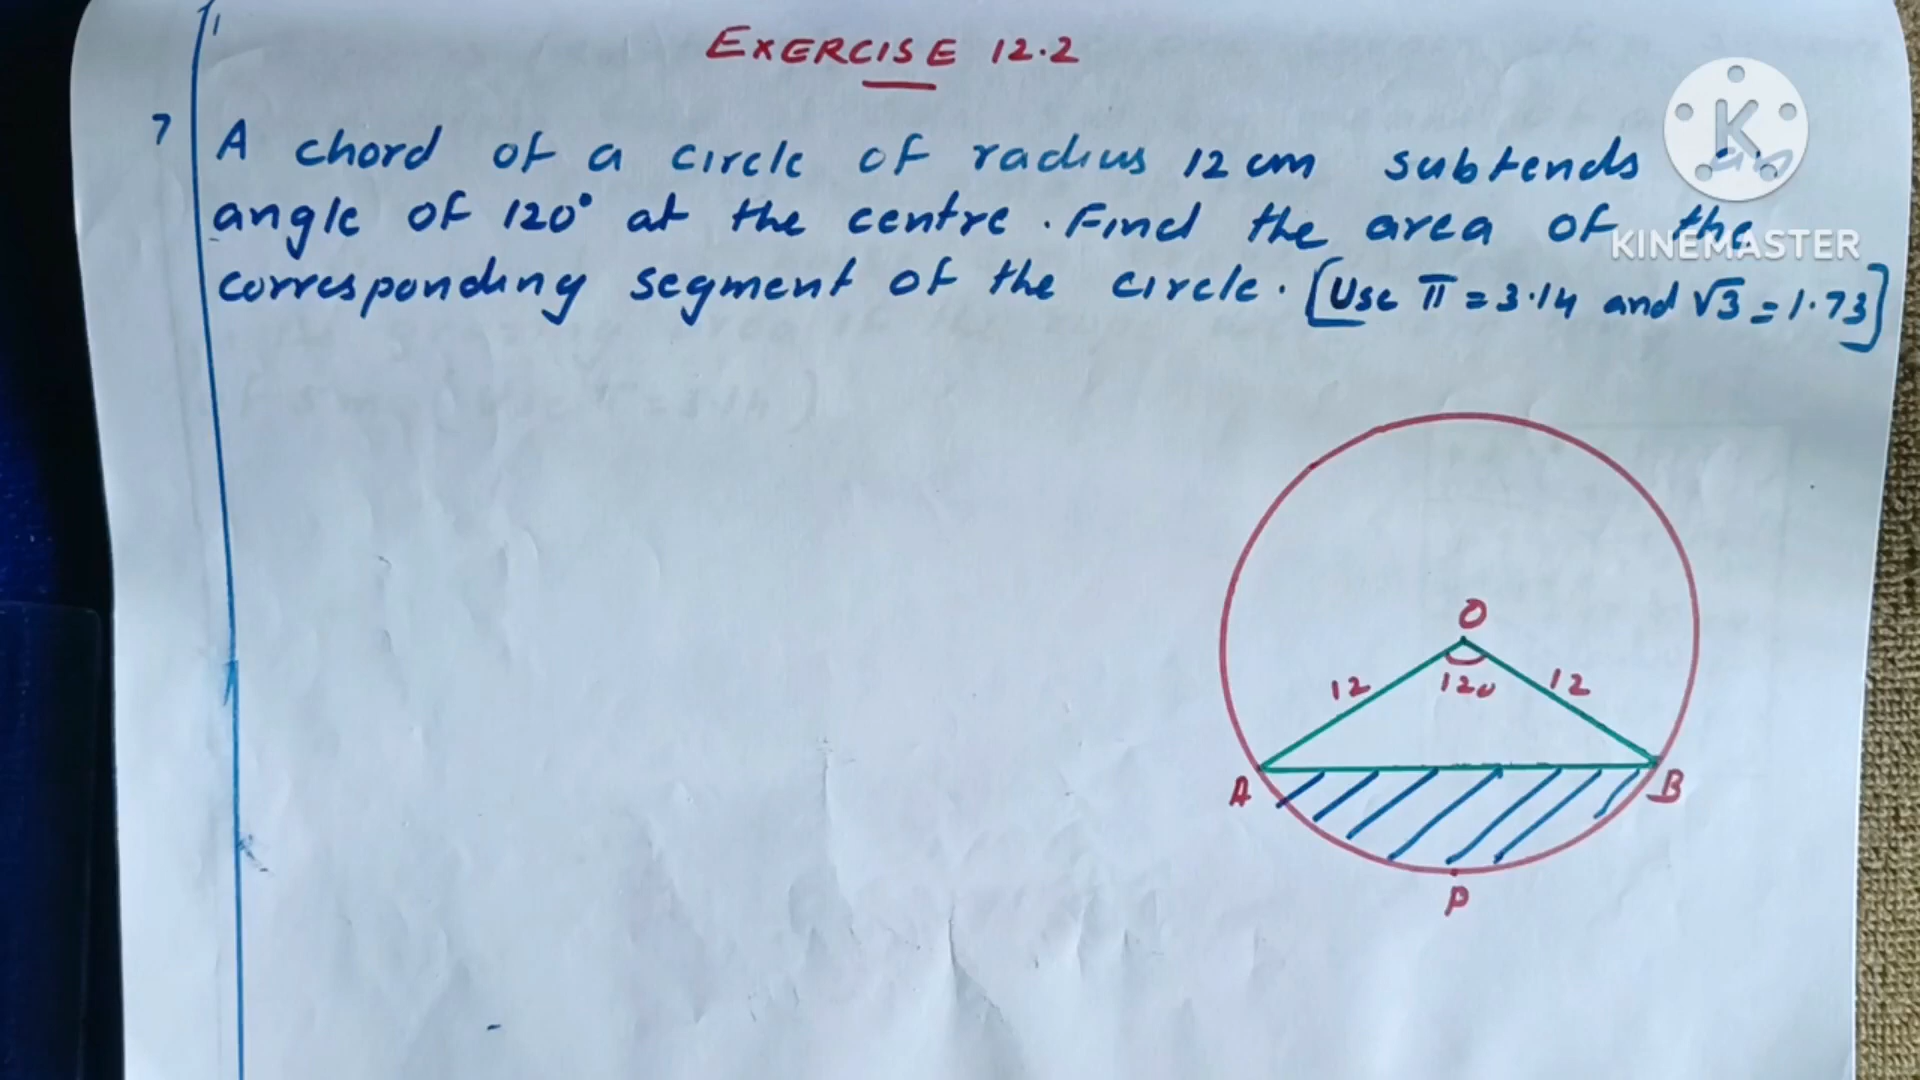 EXERCISE 12.2
7 A chord of a circle of radius 12 cm subtends an
angle of 120° at the centre. Find the area of the
KINEMASTER
corresponding segment of the circle. [Use π = 3.14 and √3 = 1.73]
O
12 120 12
A B
P